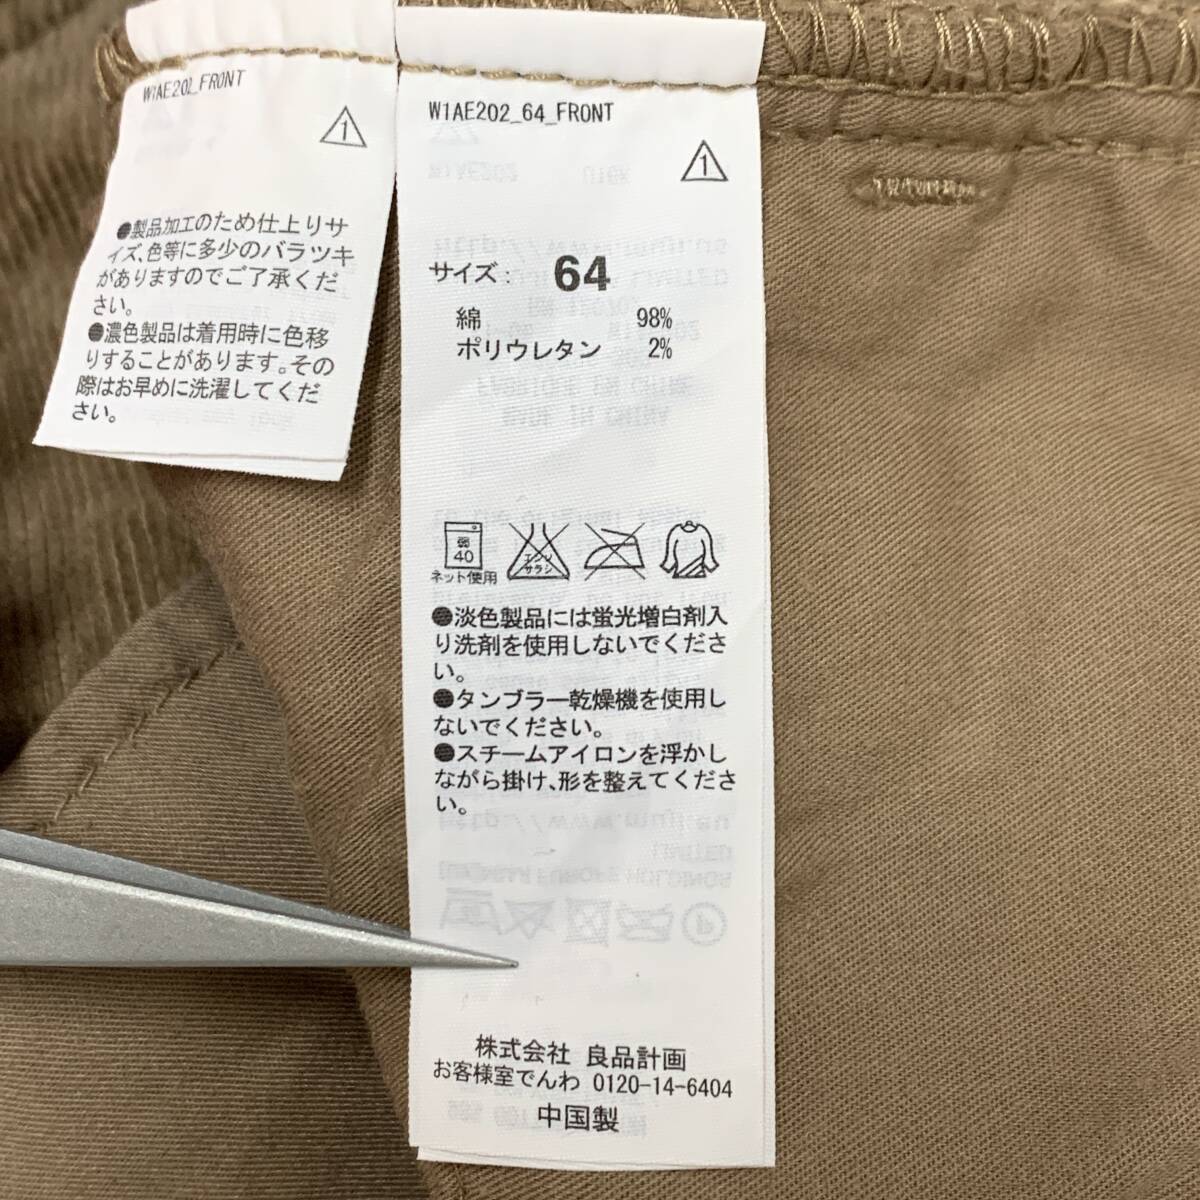 W1AE202_FRONT
1
●製品加工のため仕上りサ
イズ、色等に多少のバラツキ
がありますのでご了承くだ
さい。
●濃色製品は着用時に色移
りすることがあります。その
際はお早めに洗濯してくだ
さい。
W1AE202_64_FRONT
1
サイズ: 64
綿 98%
ポリウレタン 2%
弱
40
ネット使用
エンソ
サラシ
●淡色製品には蛍光増白剤入
り洗剤を使用しないでくださ
い。
●タンブラー乾燥機を使用し
ないでください。
●スチームアイロンを浮かし
ながら掛け、形を整えてくださ
い。
株式会社 良品計画
お客様室でんわ 0120-14-6404
中国製